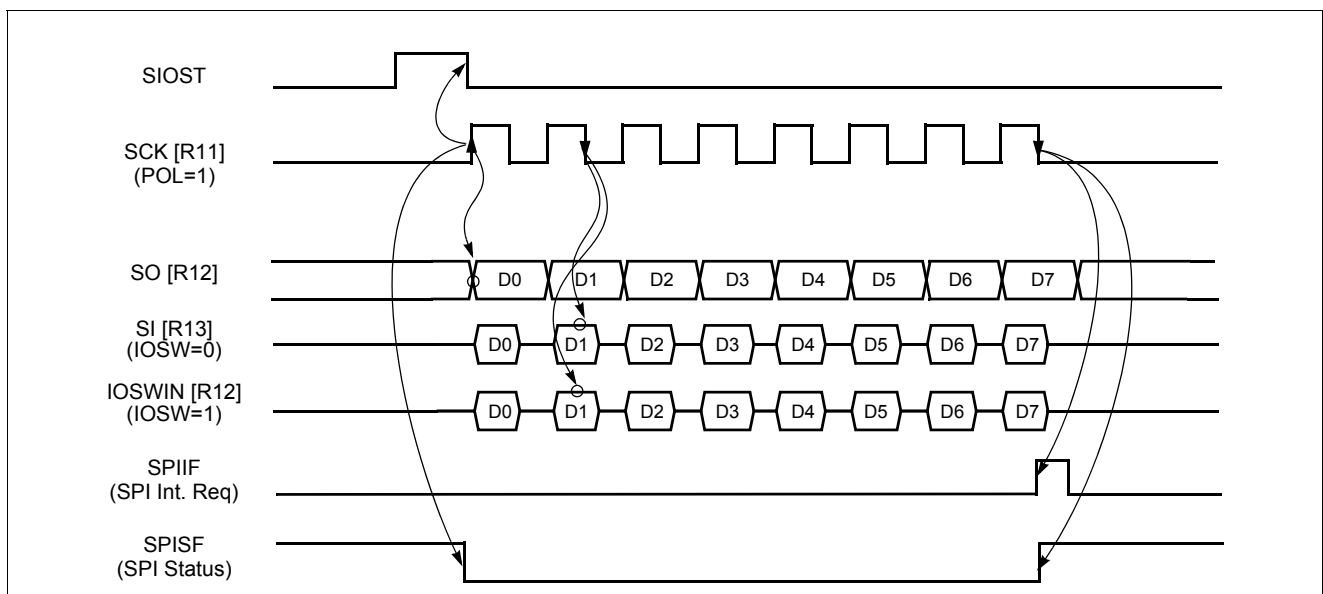 SIOST
SCK [R11]
(POL=1)
SO [R12]
D0 D1 D2 D3 D4 D5 D6 D7
SI [R13]
(IOSW=0)
D0 D1 D2 D3 D4 D5 D6 D7
IOSWIN [R12]
(IOSW=1)
D0 D1 D2 D3 D4 D5 D6 D7
SPIIF
(SPI Int. Req)
SPISF
(SPI Status)